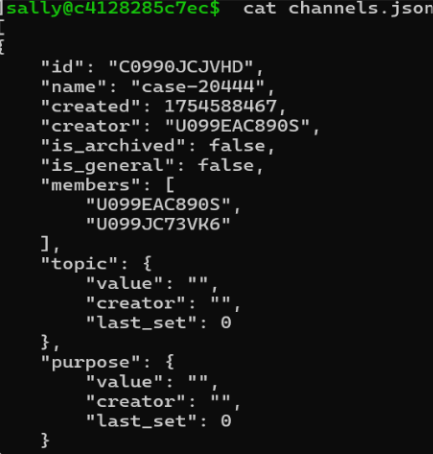 sally@c4128285c7ec$ cat channels.json
[
{
    "id": "C0990JCJVHD",
    "name": "case-20444",
    "created": 1754588467,
    "creator": "U099EAC890S",
    "is_archived": false,
    "is_general": false,
    "members": [
        "U099EAC890S",
        "U099JC73VK6"
    ],
    "topic": {
        "value": "",
        "creator": "",
        "last_set": 0
    },
    "purpose": {
        "value": "",
        "creator": "",
        "last_set": 0
    }